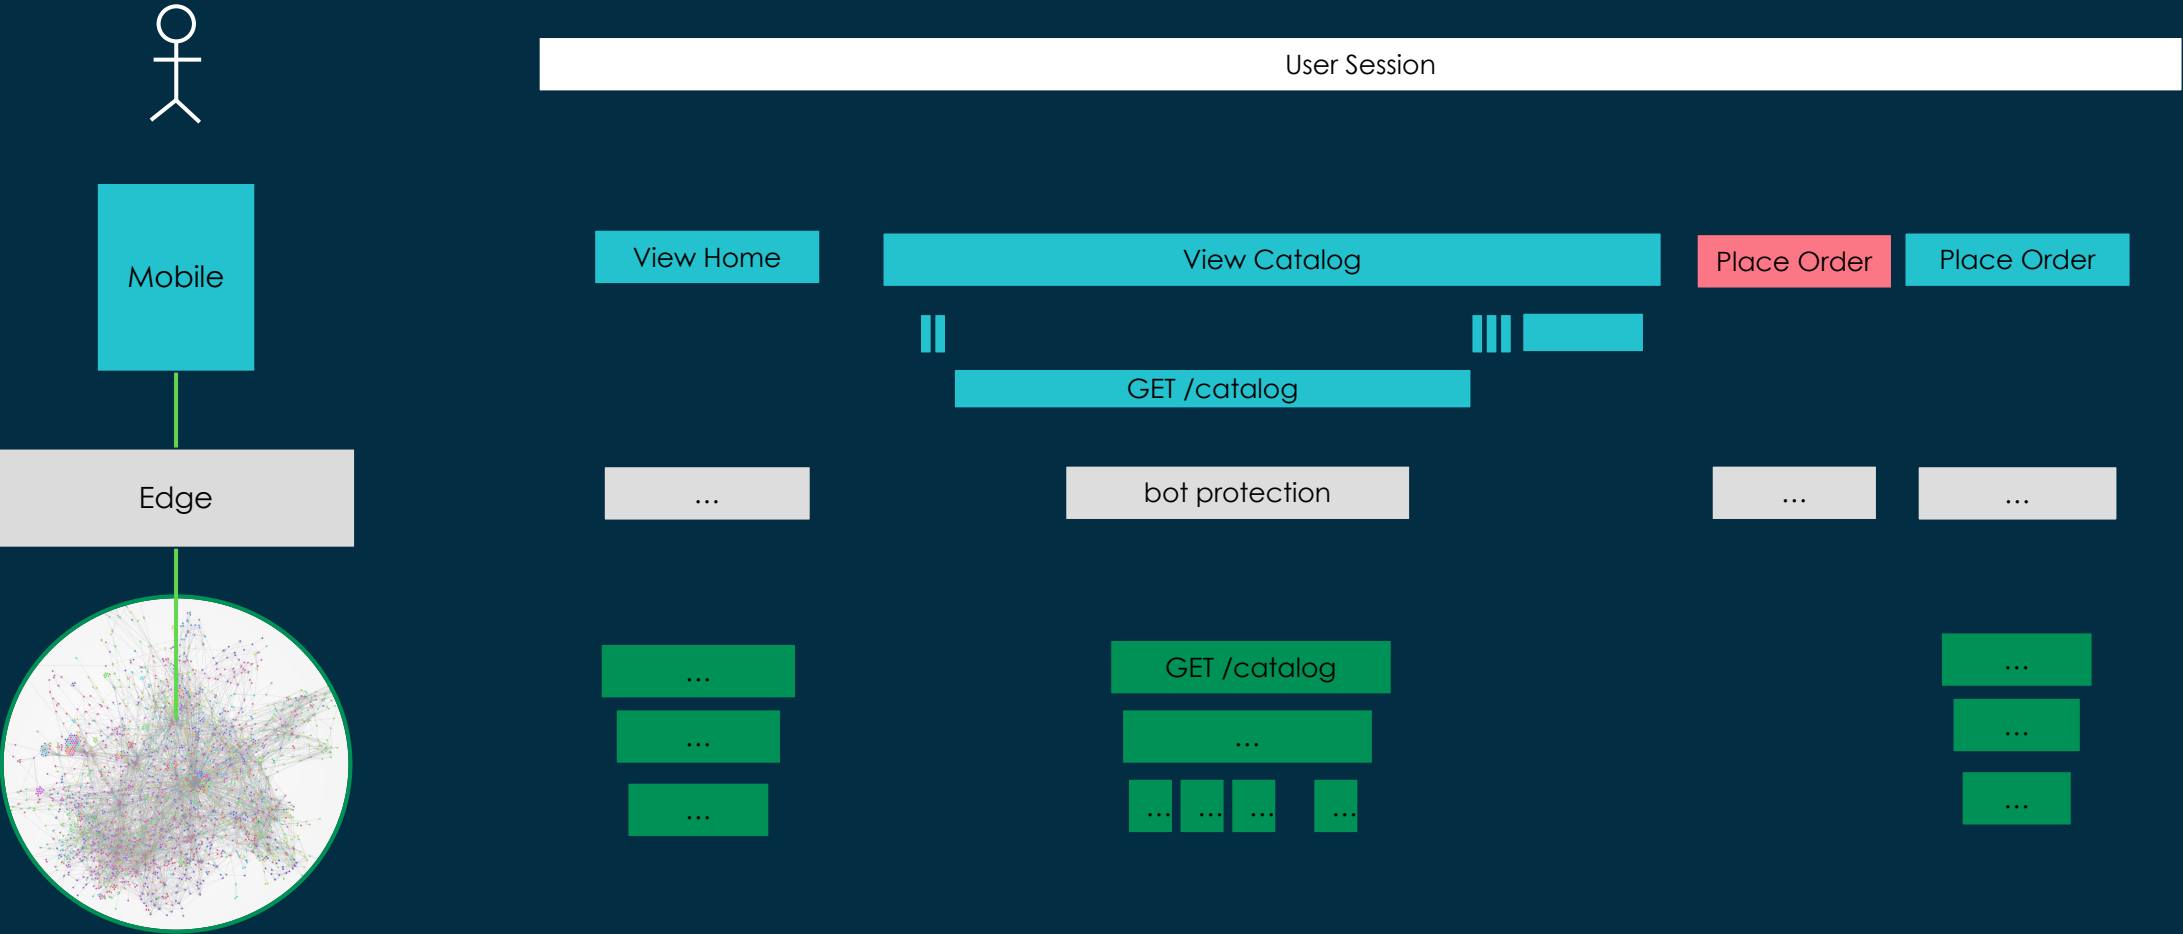 User Session
Mobile
View Home
View Catalog
Place Order
Place Order
GET /catalog
Edge
...
bot protection
...
...
...
GET /catalog
...
...
...
...
...
...
...
...
...
...